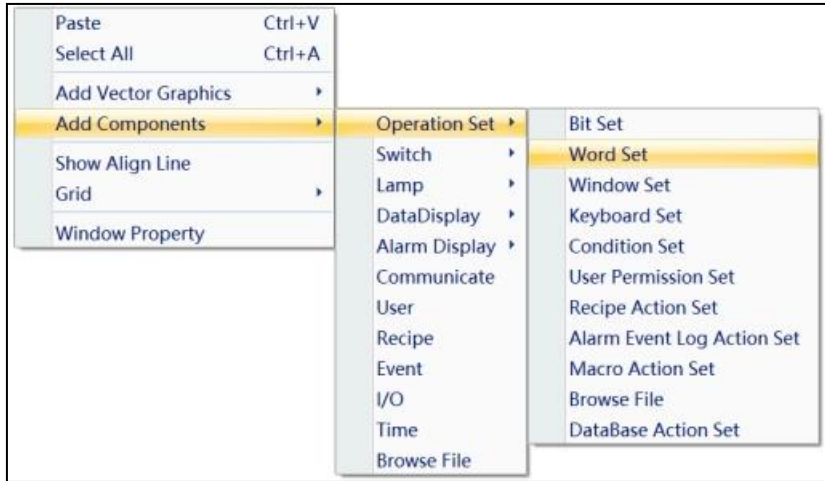 Paste Ctrl+V
Select All Ctrl+A
Add Vector Graphics
Add Components
Show Align Line
Grid
Window Property
Operation Set
Switch
Lamp
DataDisplay
Alarm Display
Communicate
User
Recipe
Event
I/O
Time
Browse File
Bit Set
Word Set
Window Set
Keyboard Set
Condition Set
User Permission Set
Recipe Action Set
Alarm Event Log Action Set
Macro Action Set
Browse File
DataBase Action Set